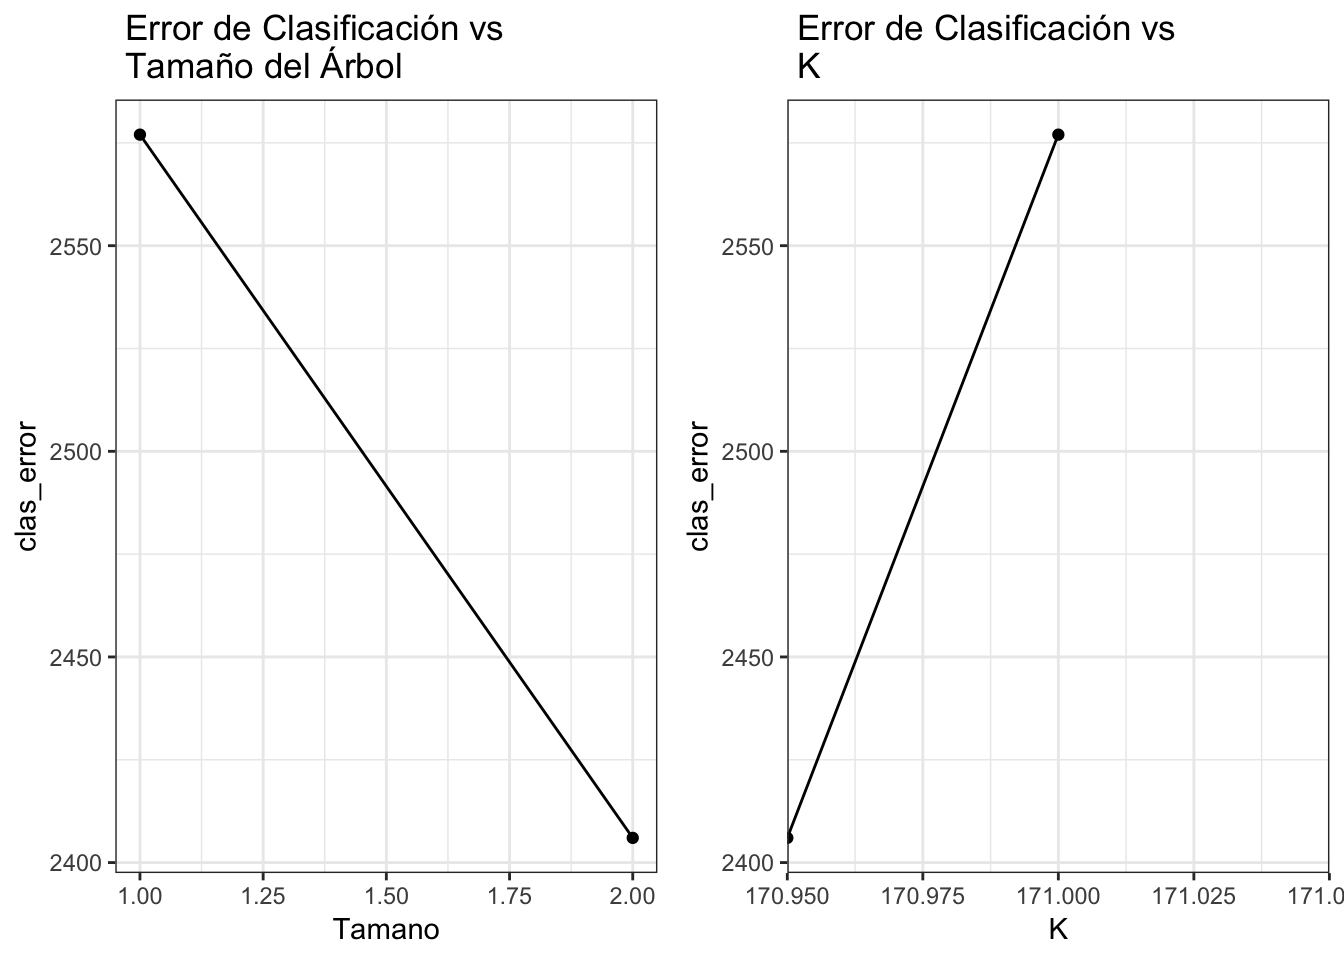 Error de Clasificación vs
Tamaño del Árbol
clas_error
2550
2500
2450
2400
1.00 1.25 1.50 1.75 2.00
Tamano
Error de Clasificación vs
K
clas_error
2550
2500
2450
2400
170.950 170.975 171.000 171.025 171.0
K